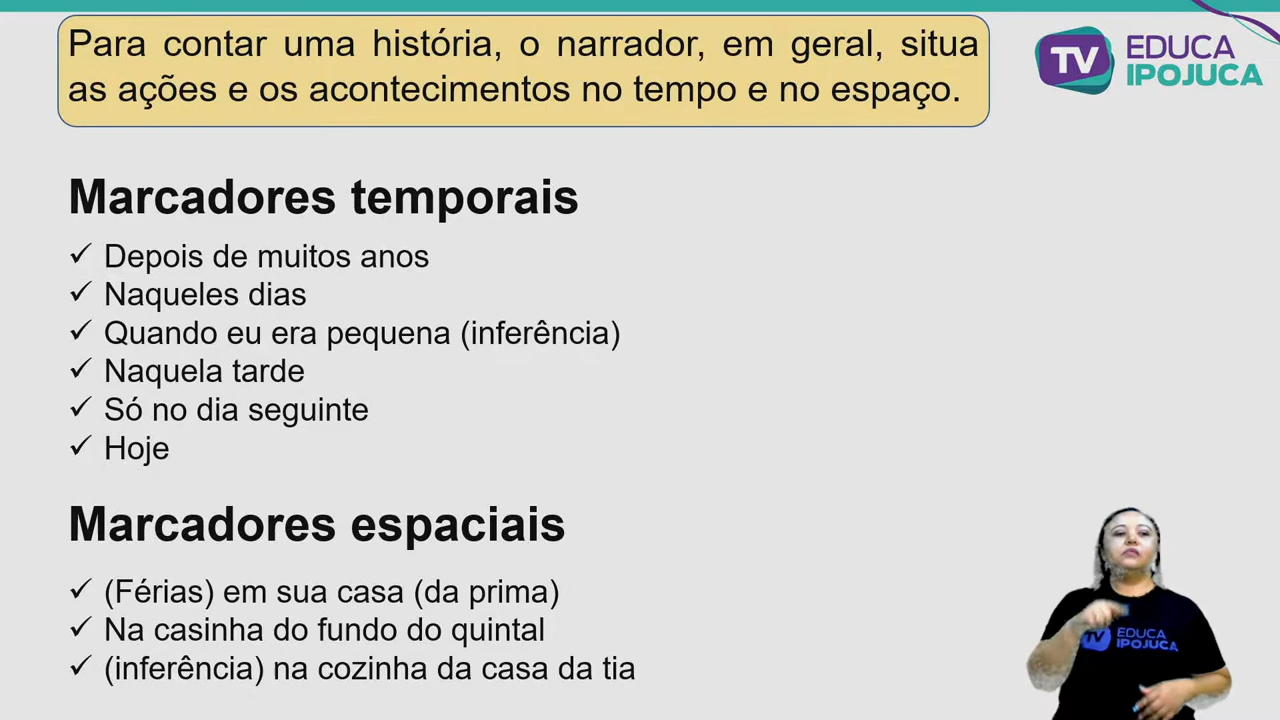 Para contar uma história, o narrador, em geral, situa
as ações e os acontecimentos no tempo e no espaço.
TV EDUCA
IPOJUCA
Marcadores temporais
✓ Depois de muitos anos
✓ Naqueles dias
✓ Quando eu era pequena (inferência)
✓ Naquela tarde
✓ Só no dia seguinte
✓ Hoje
Marcadores espaciais
✓ (Férias) em sua casa (da prima)
✓ Na casinha do fundo do quintal
✓ (inferência) na cozinha da casa da tia
TV EDUCA
IPOJUCA